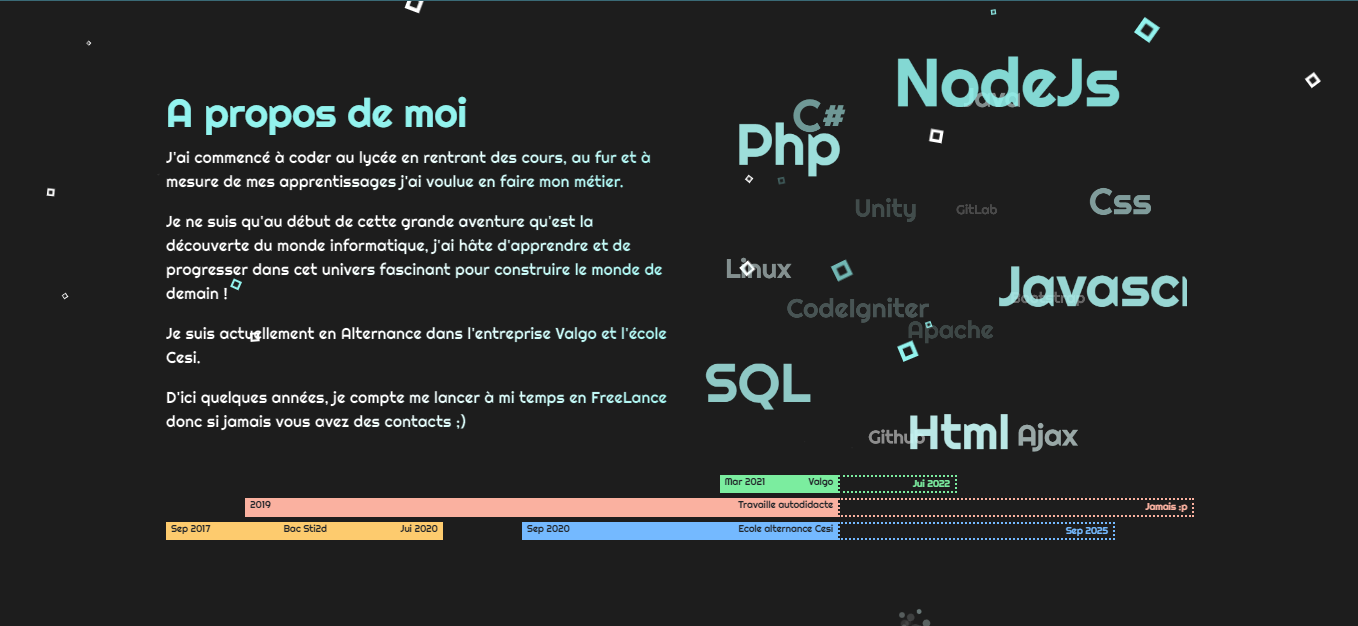 A propos de moi
J'ai commencé à coder au lycée en rentrant des cours, au fur et à
mesure de mes apprentissages j'ai voulue en faire mon métier.
Je ne suis qu'au début de cette grande aventure qu'est la
découverte du monde informatique, j'ai hâte d'apprendre et de
progresser dans cet univers fascinant pour construire le monde de
demain !
Je suis actuellement en Alternance dans l'entreprise Valgo et l'école
Cesi.
D'ici quelques années, je compte me lancer à mi temps en FreeLance
donc si jamais vous avez des contacts ;)
NodeJs
Java
C#
Php
Unity
GitLab
Css
Linux
Javascr
Bootstrap
CodeIgniter
Apache
SQL
Github
Html
Ajax
Mar 2021 Valgo Jui 2022
2019 Travaille autodidacte Jamais :p
Sep 2017 Bac Sti2d Jui 2020 Sep 2020 Ecole alternance Cesi Sep 2025